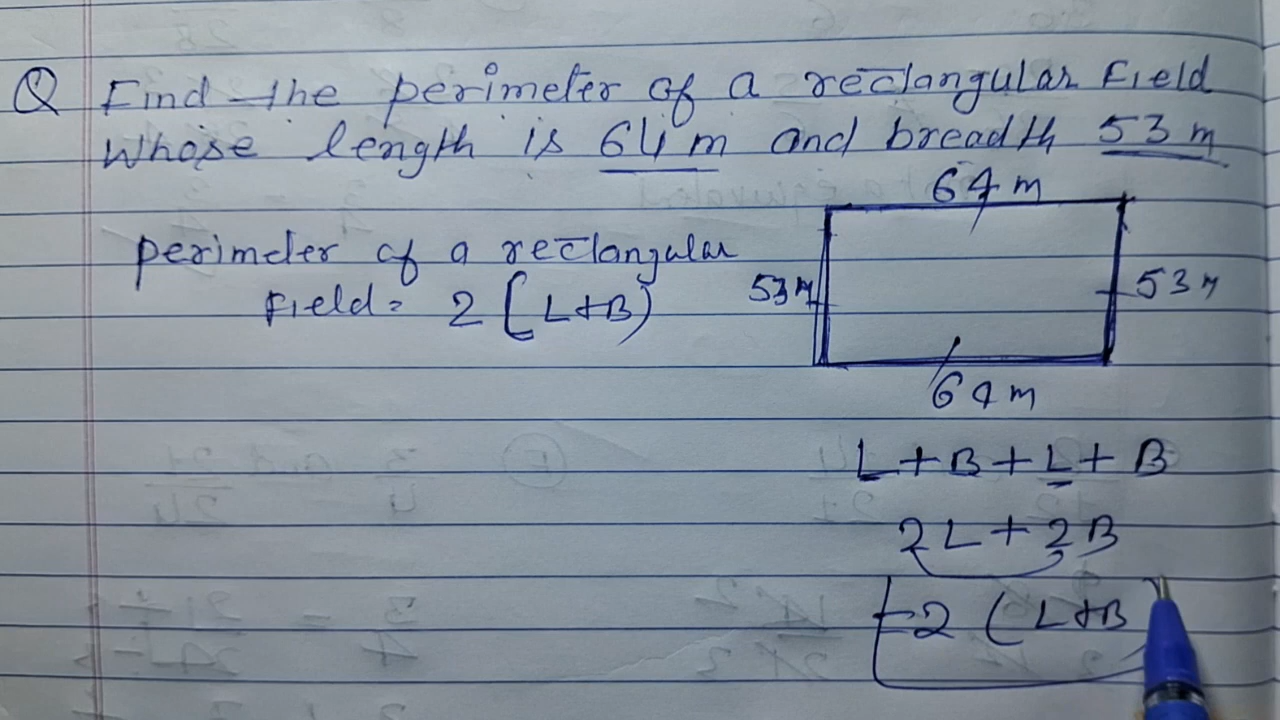 Q Find the perimeter of a rectangular Field
Whose length is 64 m and breadth 53 m
64 m
perimeter of a rectangular
Field = 2 [L+B)
53 m
53 m
64 m
L+B+L+B
2L+2B
2 (L+B